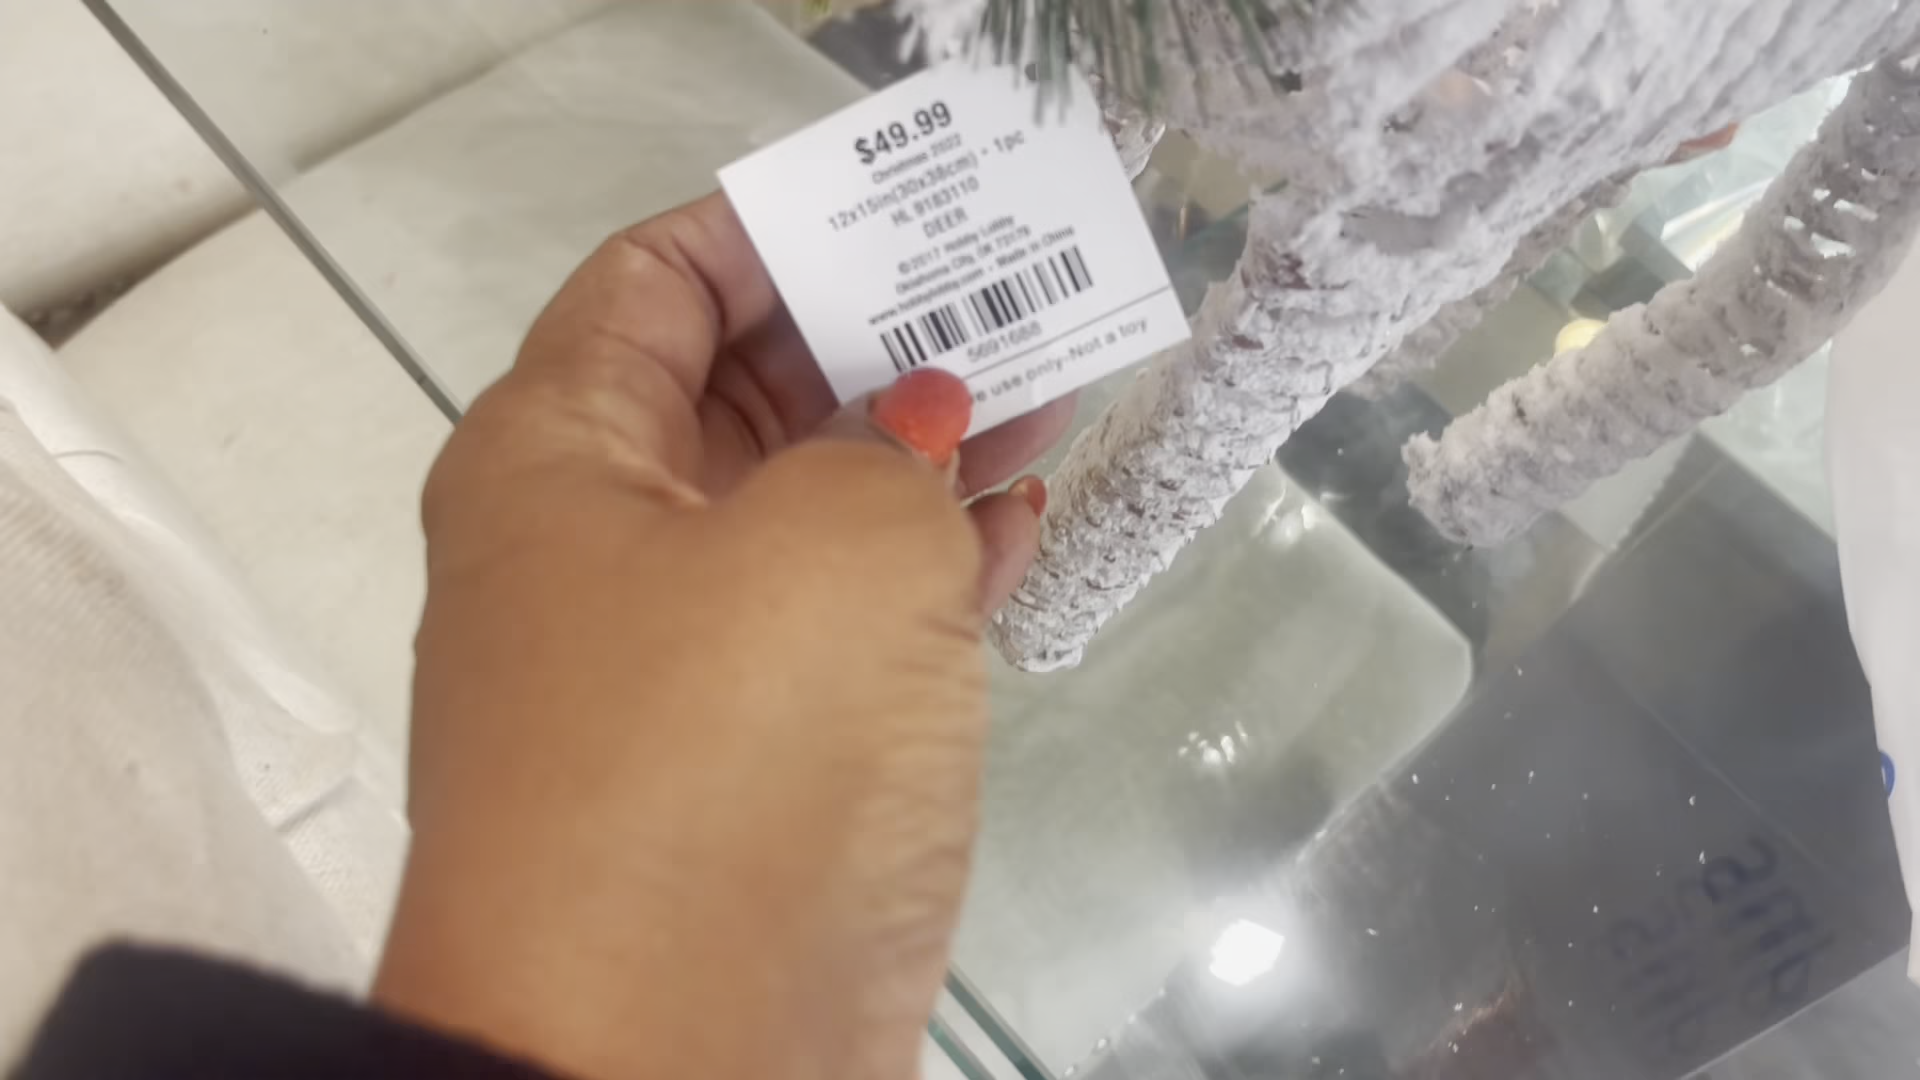 $49.99
Christmas 2022
12x15in(30x38cm) - 1pc
HL 9183110
DEER
©2017 Hobby Lobby
Oklahoma City, OK 73179
www.hobbylobby.com - Made in China
5691688
use only-Not a toy